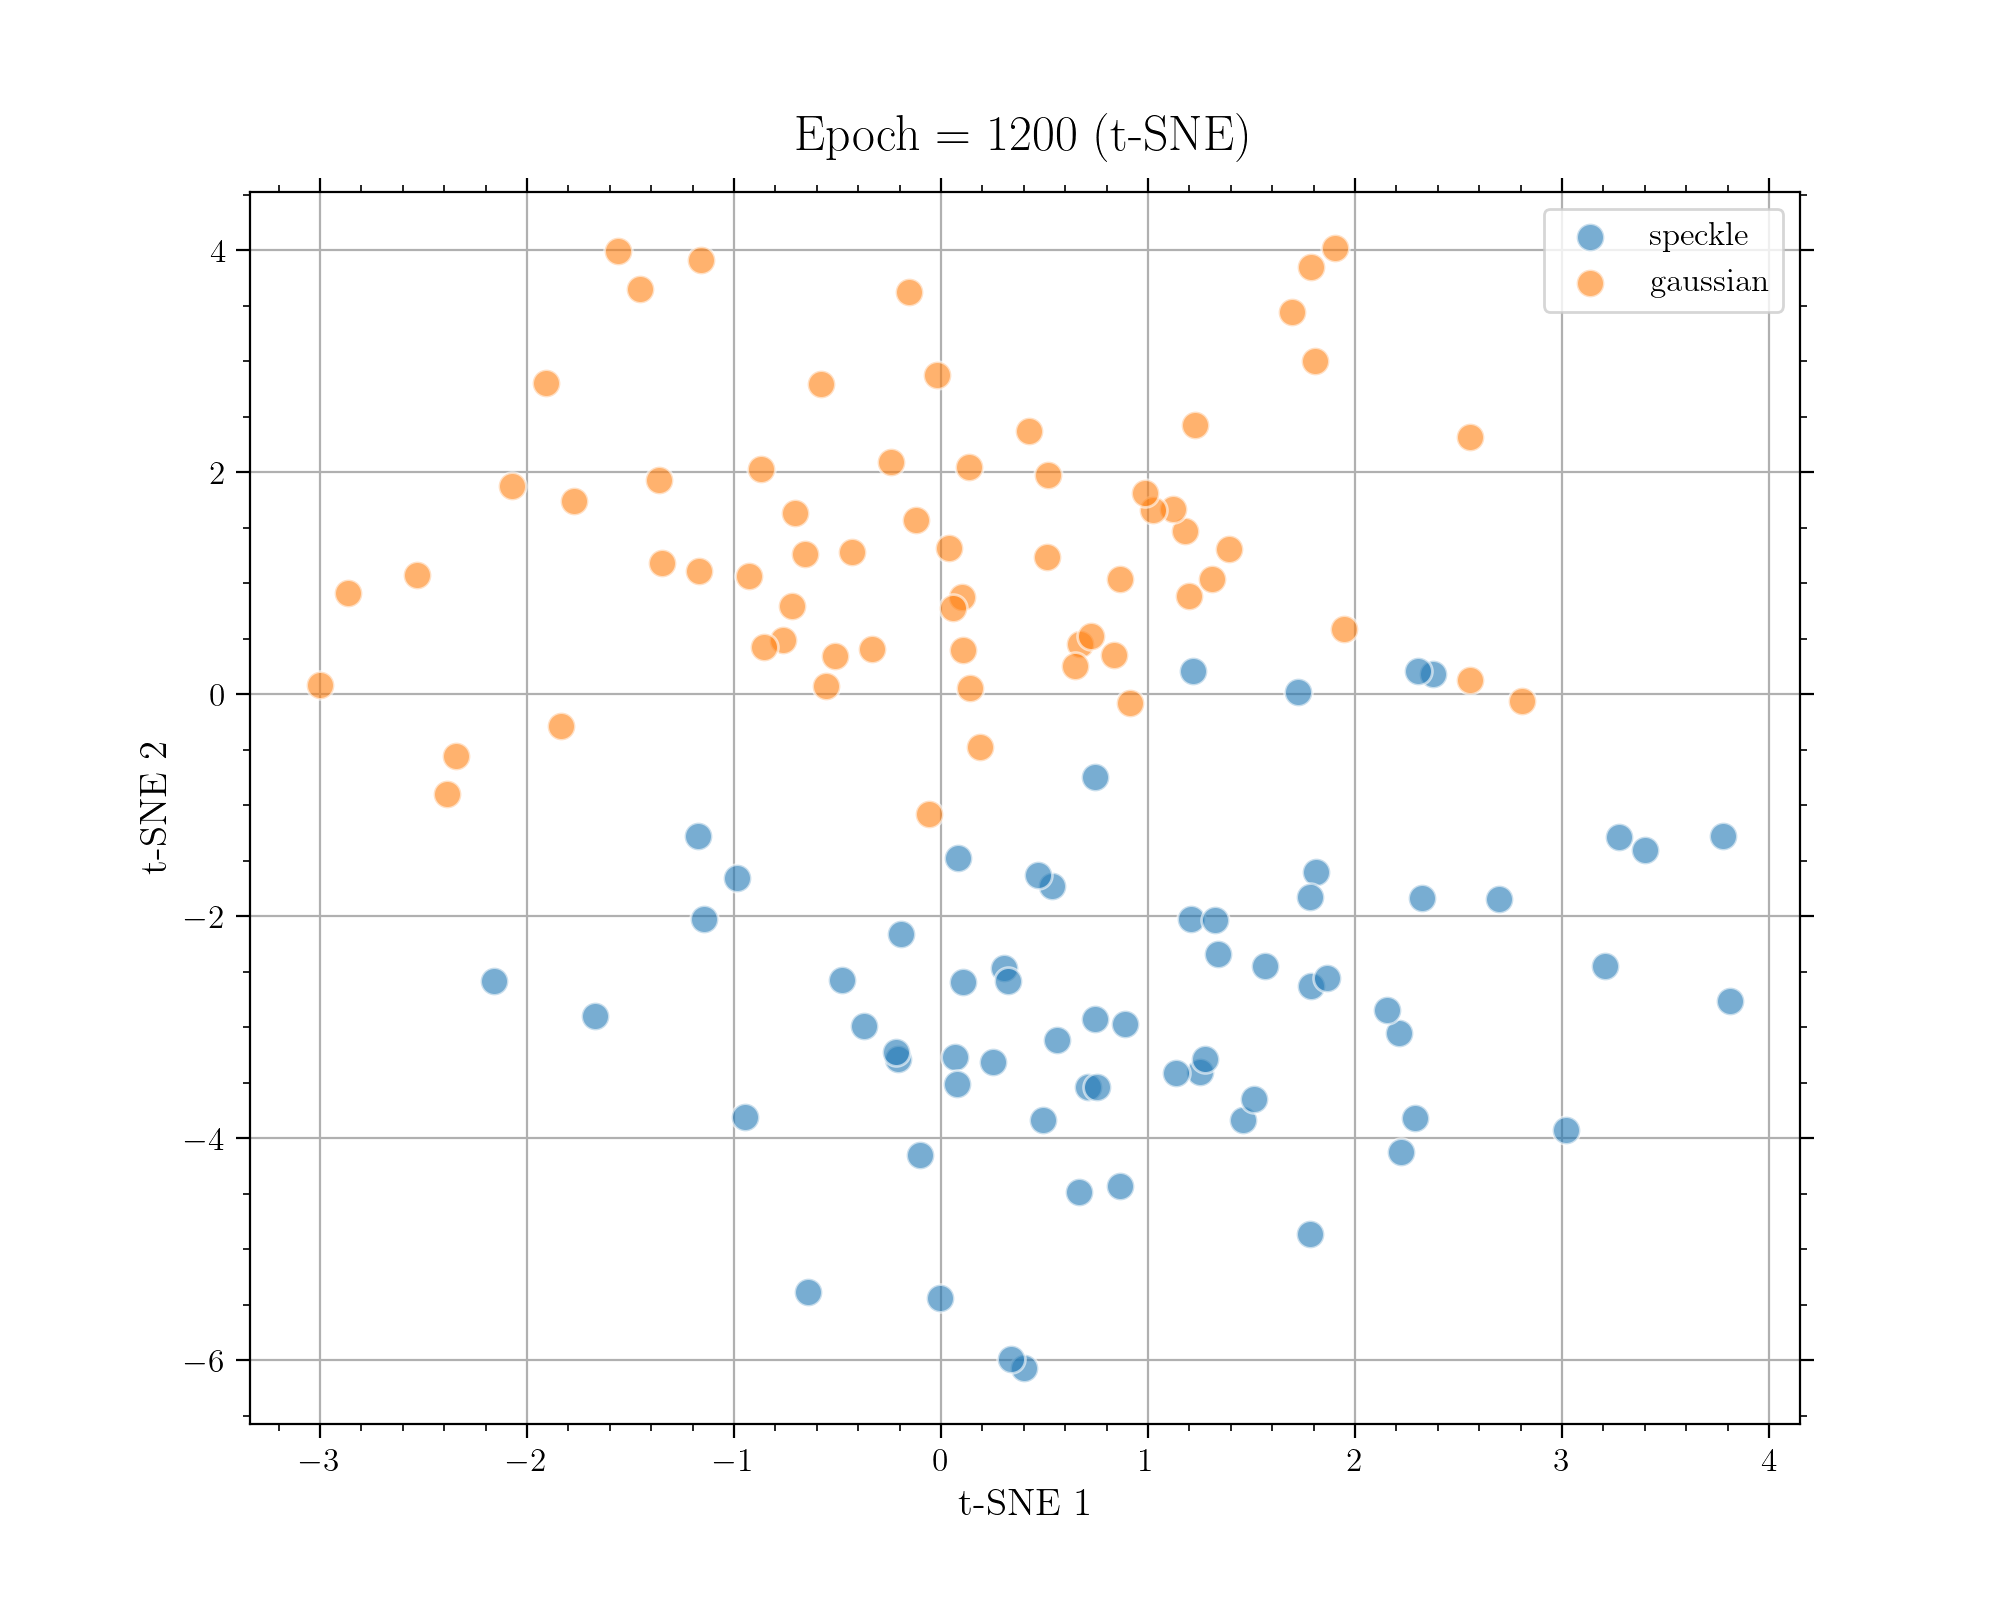 Epoch = 1200 (t-SNE)
speckle
gaussian
4
2
0
−2
−4
−6
t-SNE 2
−3 −2 −1 0 1 2 3 4
t-SNE 1